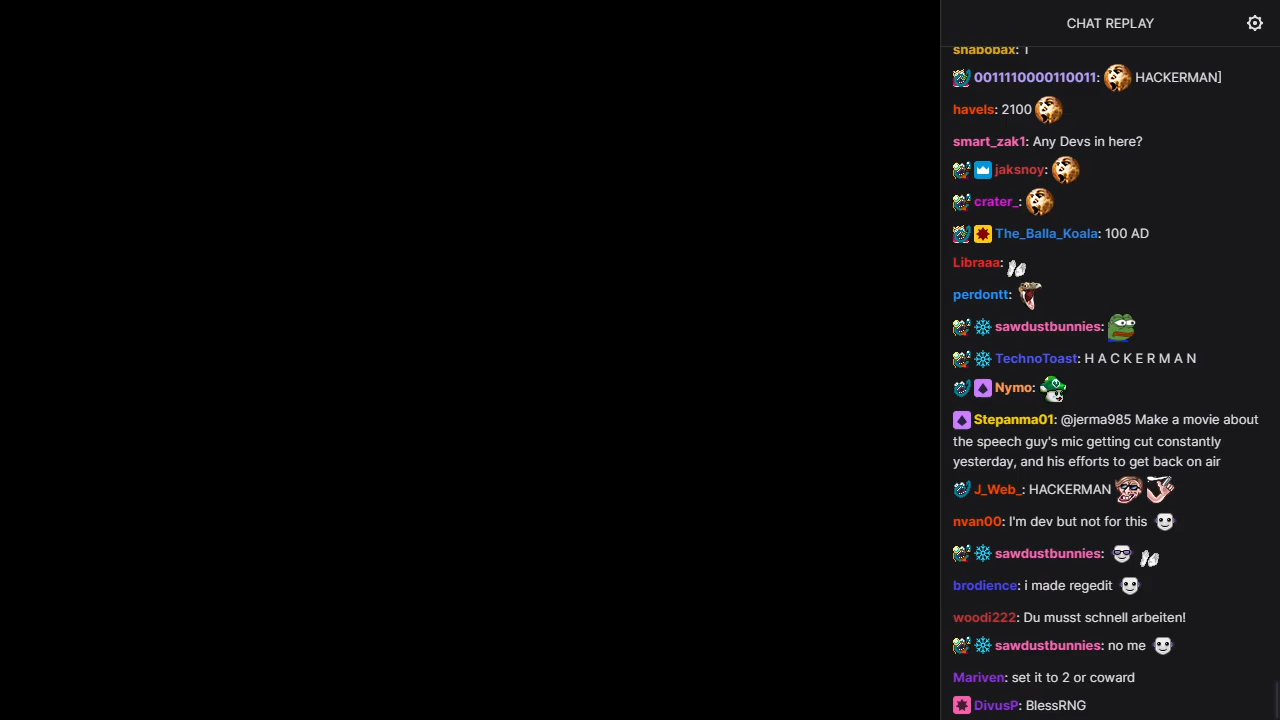 CHAT REPLAY
snabobax: 1
0011110000110011: HACKERMAN]
havels: 2100
smart_zak1: Any Devs in here?
jaksnoy:
crater_:
The_Balla_Koala: 100 AD
Libraaa:
perdontt:
sawdustbunnies:
TechnoToast: H A C K E R M A N
Nymo:
Stepanma01: @jerma985 Make a movie about
the speech guy's mic getting cut constantly
yesterday, and his efforts to get back on air
J_Web_: HACKERMAN
nvan00: I'm dev but not for this
sawdustbunnies:
brodience: i made regedit
woodi222: Du musst schnell arbeiten!
sawdustbunnies: no me
Mariven: set it to 2 or coward
DivusP: BlessRNG